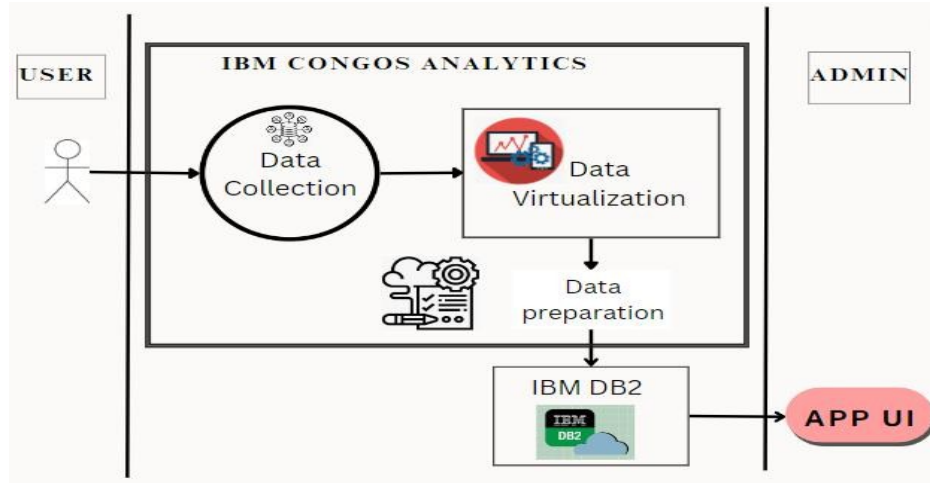 USER
IBM CONGOS ANALYTICS
ADMIN
Data
Collection
Data
Virtualization
Data
preparation
IBM DB2
IBM
DB2
APP UI